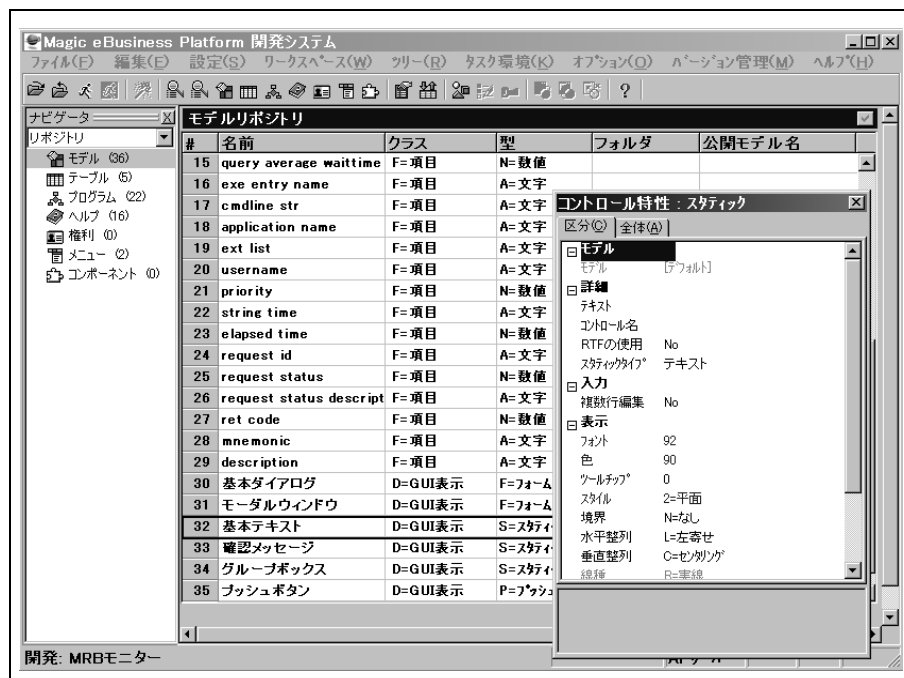 Magic eBusiness Platform 開発システム
ファイル(F) 編集(E) 設定(S) ワークスペース(W) ツリー(R) タスク環境(K) オプション(O) バージョン管理(M) ヘルプ(H)
ナビゲータ
リポジトリ
モデル (36)
テーブル (5)
プログラム (22)
ヘルプ (16)
権利 (0)
メニュー (2)
コンポーネント (0)
モデルリポジトリ
# 名前 クラス 型 フォルダ 公開モデル名
15 query average waittime F=項目 N=数値
16 exe entry name F=項目 A=文字
17 cmdline str F=項目 A=文字
18 application name F=項目 A=文字
19 ext list F=項目 A=文字
20 username F=項目 A=文字
21 priority F=項目 N=数値
22 string time F=項目 A=文字
23 elapsed time F=項目 N=数値
24 request id F=項目 A=文字
25 request status F=項目 N=数値
26 request status descript F=項目 A=文字
27 ret code F=項目 N=数値
28 mnemonic F=項目 A=文字
29 description F=項目 A=文字
30 基本ダイアログ D=GUI表示 F=フォーム
31 モーダルウィンドウ D=GUI表示 F=フォーム
32 基本テキスト D=GUI表示 S=スタティ
33 確認メッセージ D=GUI表示 S=スタティ
34 グループボックス D=GUI表示 S=スタティ
35 プッシュボタン D=GUI表示 P=プッシュ
コントロール特性 : スタティック
区分(C) 全体(A)
モデル
モデル [デフォルト]
詳細
テキスト
コントロール名
RTFの使用 No
スタティックタイプ テキスト
入力
複数行編集 No
表示
フォント 92
色 90
ツールチップ 0
スタイル 2=平面
境界 N=なし
水平整列 L=左寄せ
垂直整列 C=センタリング
線種 R=実線
開発: MRBモニター